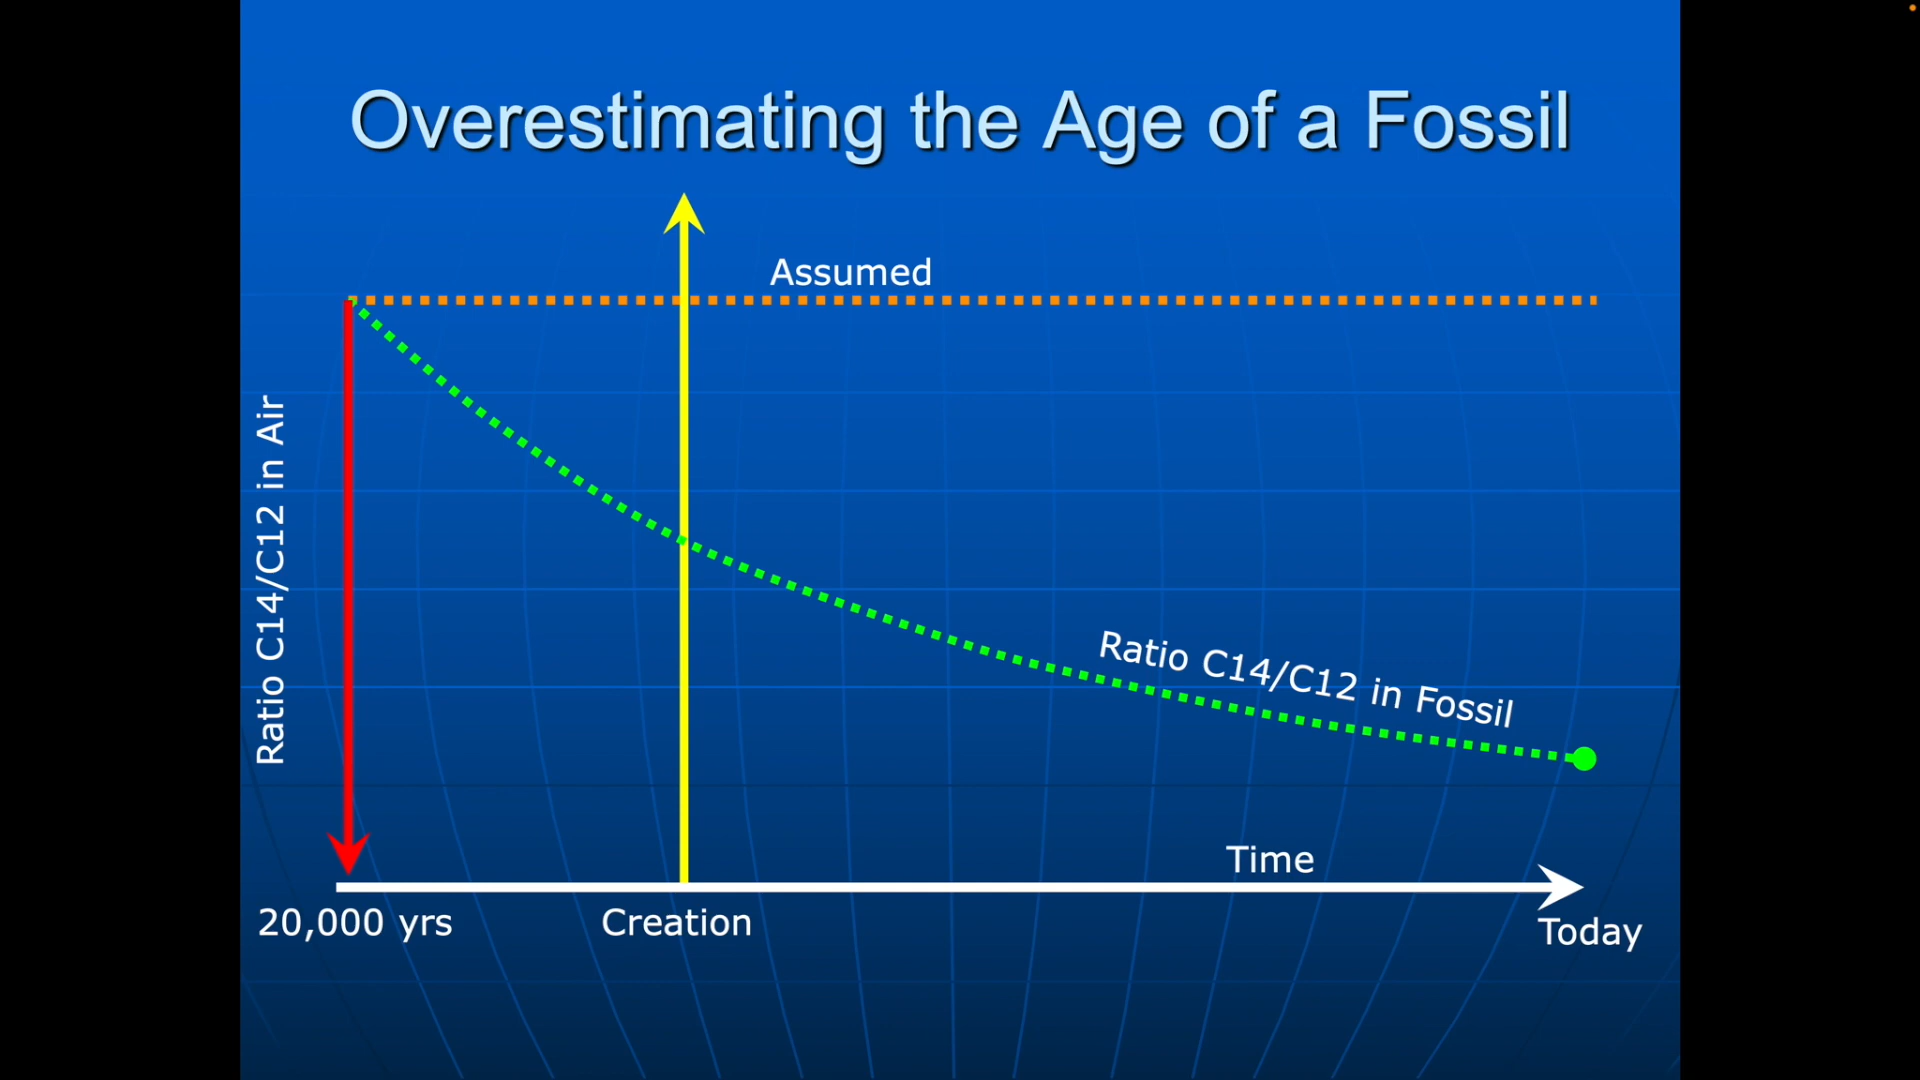 Overestimating the Age of a Fossil
Assumed
Ratio C14/C12 in Air
Ratio C14/C12 in Fossil
Time
20,000 yrs
Creation
Today